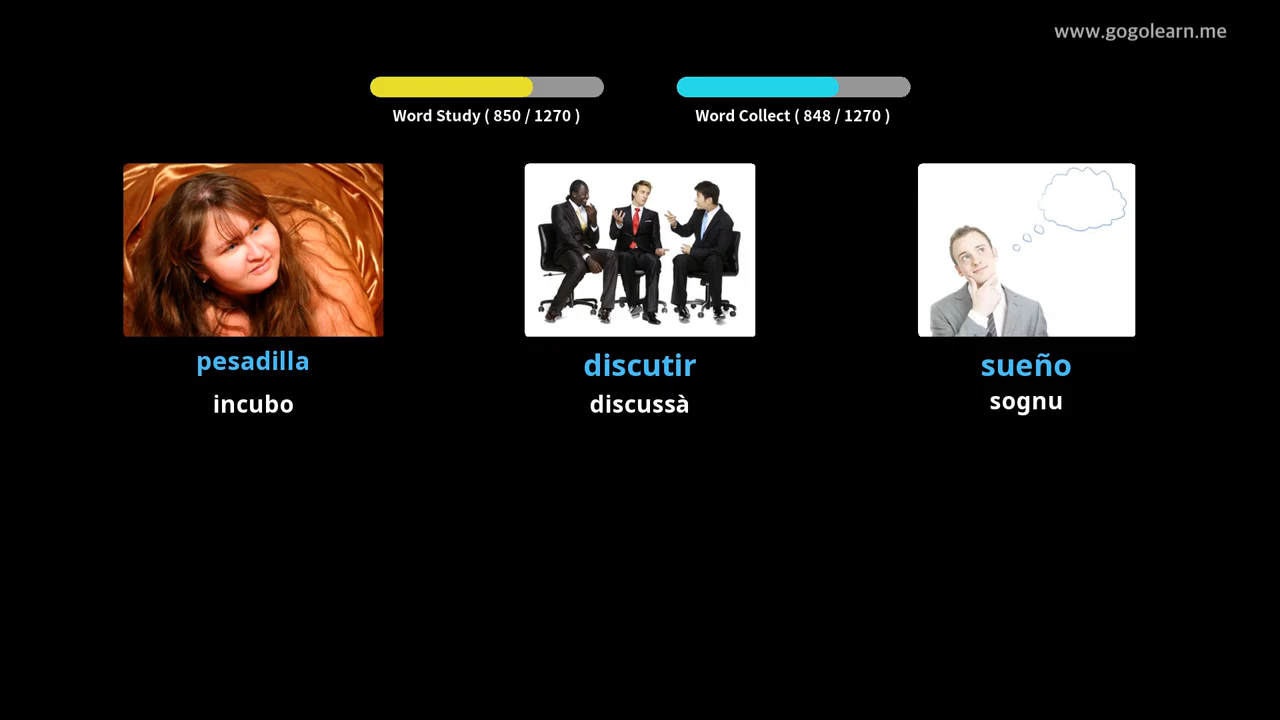 www.gogolearn.me
Word Study ( 850 / 1270 )
Word Collect ( 848 / 1270 )
pesadilla
incubo
discutir
discussà
sueño
sognu